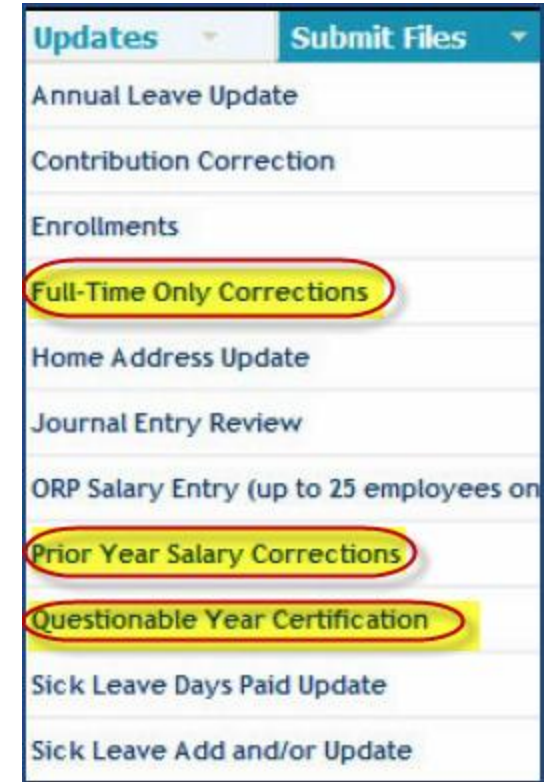 Updates Submit Files
Annual Leave Update
Contribution Correction
Enrollments
Full-Time Only Corrections
Home Address Update
Journal Entry Review
ORP Salary Entry (up to 25 employees on
Prior Year Salary Corrections
Questionable Year Certification
Sick Leave Days Paid Update
Sick Leave Add and/or Update